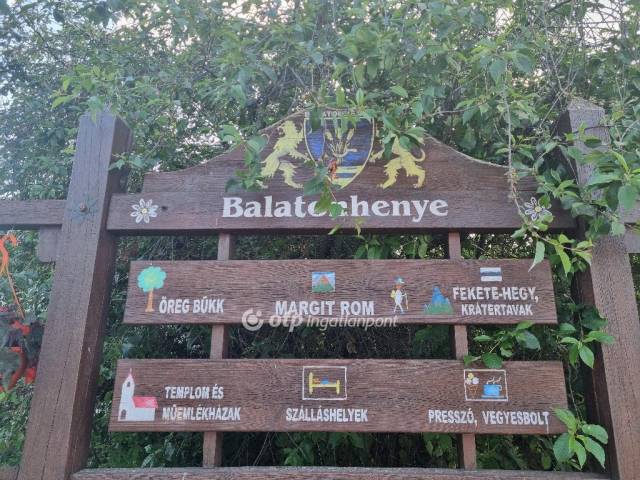 Balatonhenye
ÖREG BÜKK
MARGIT ROM
FEKETE-HEGY,
KRÁTERTAVAK
otp Ingatlanpont
TEMPLOM ÉS
MŰEMLÉKHÁZAK
SZÁLLÁSHELYEK
PRESSZÓ, VEGYESBOLT